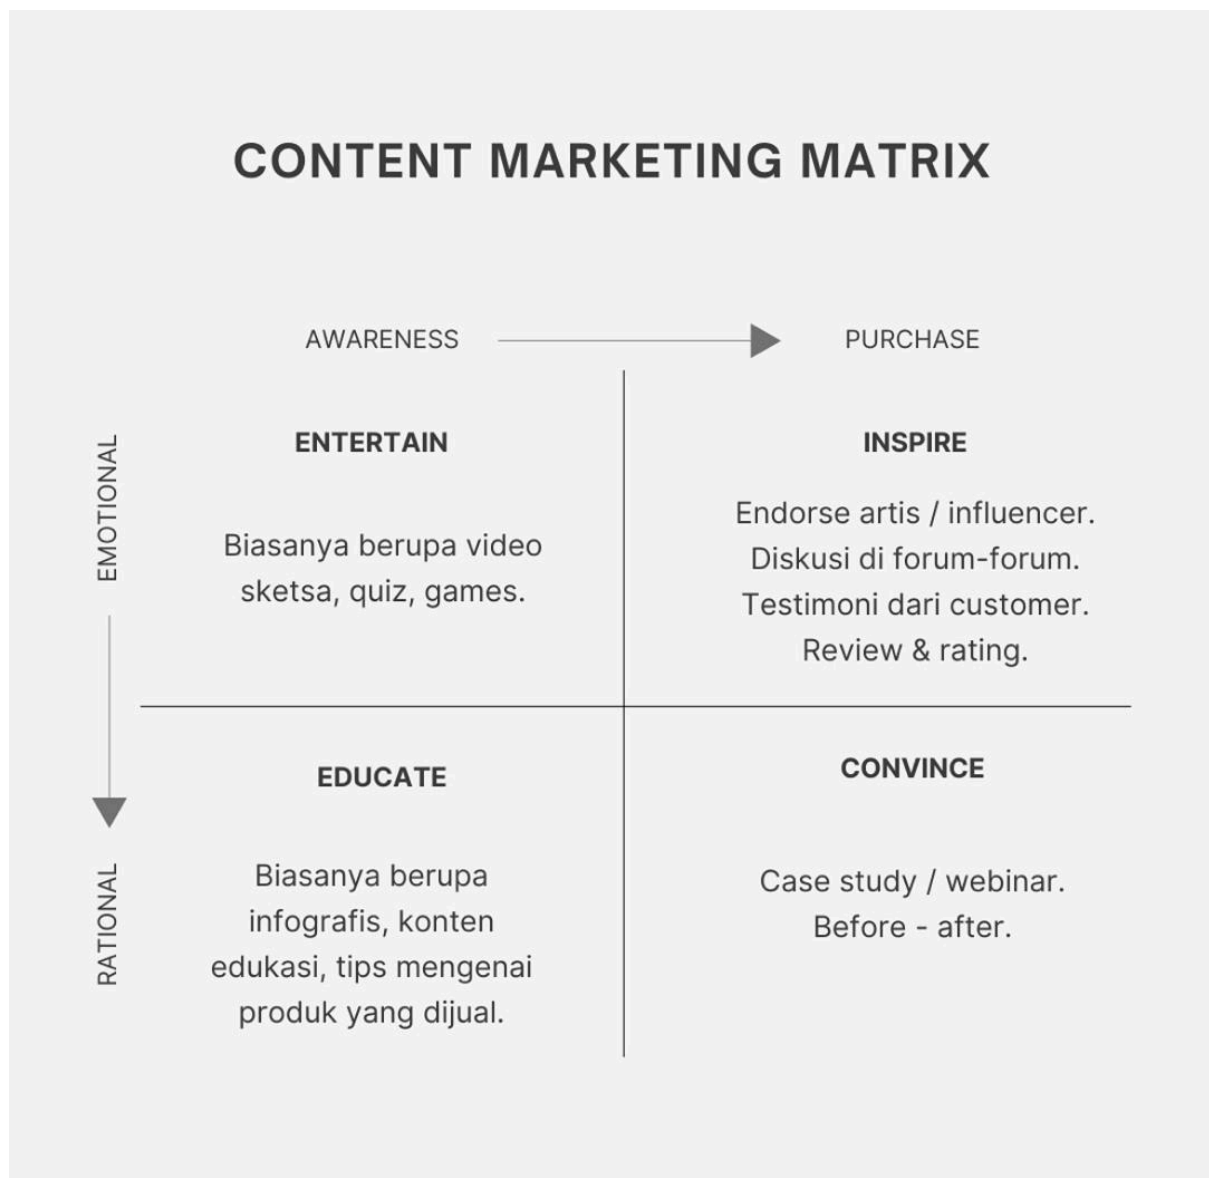 CONTENT MARKETING MATRIX
AWARENESS
PURCHASE
EMOTIONAL
RATIONAL
ENTERTAIN
Biasanya berupa video
sketsa, quiz, games.
INSPIRE
Endorse artis / influencer.
Diskusi di forum-forum.
Testimoni dari customer.
Review & rating.
EDUCATE
Biasanya berupa
infografis, konten
edukasi, tips mengenai
produk yang dijual.
CONVINCE
Case study / webinar.
Before - after.